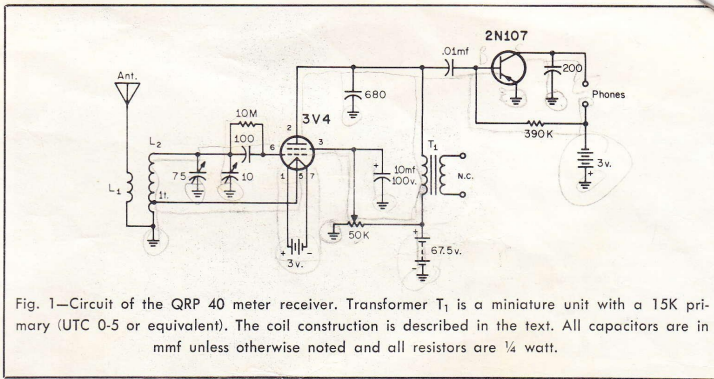 2N107
.01mf
Ant.
200
Phones
680
10M
3V4
2
L2
100
6
3
390K
T1
10mf
100v.
+
N.C.
3v.
+
75
10
L1
1t.
1
5
7
50K
+
67.5v.
-
+
-
3v.
Fig. 1—Circuit of the QRP 40 meter receiver. Transformer T1 is a miniature unit with a 15K pri-
mary (UTC 0-5 or equivalent). The coil construction is described in the text. All capacitors are in
mmf unless otherwise noted and all resistors are ¼ watt.